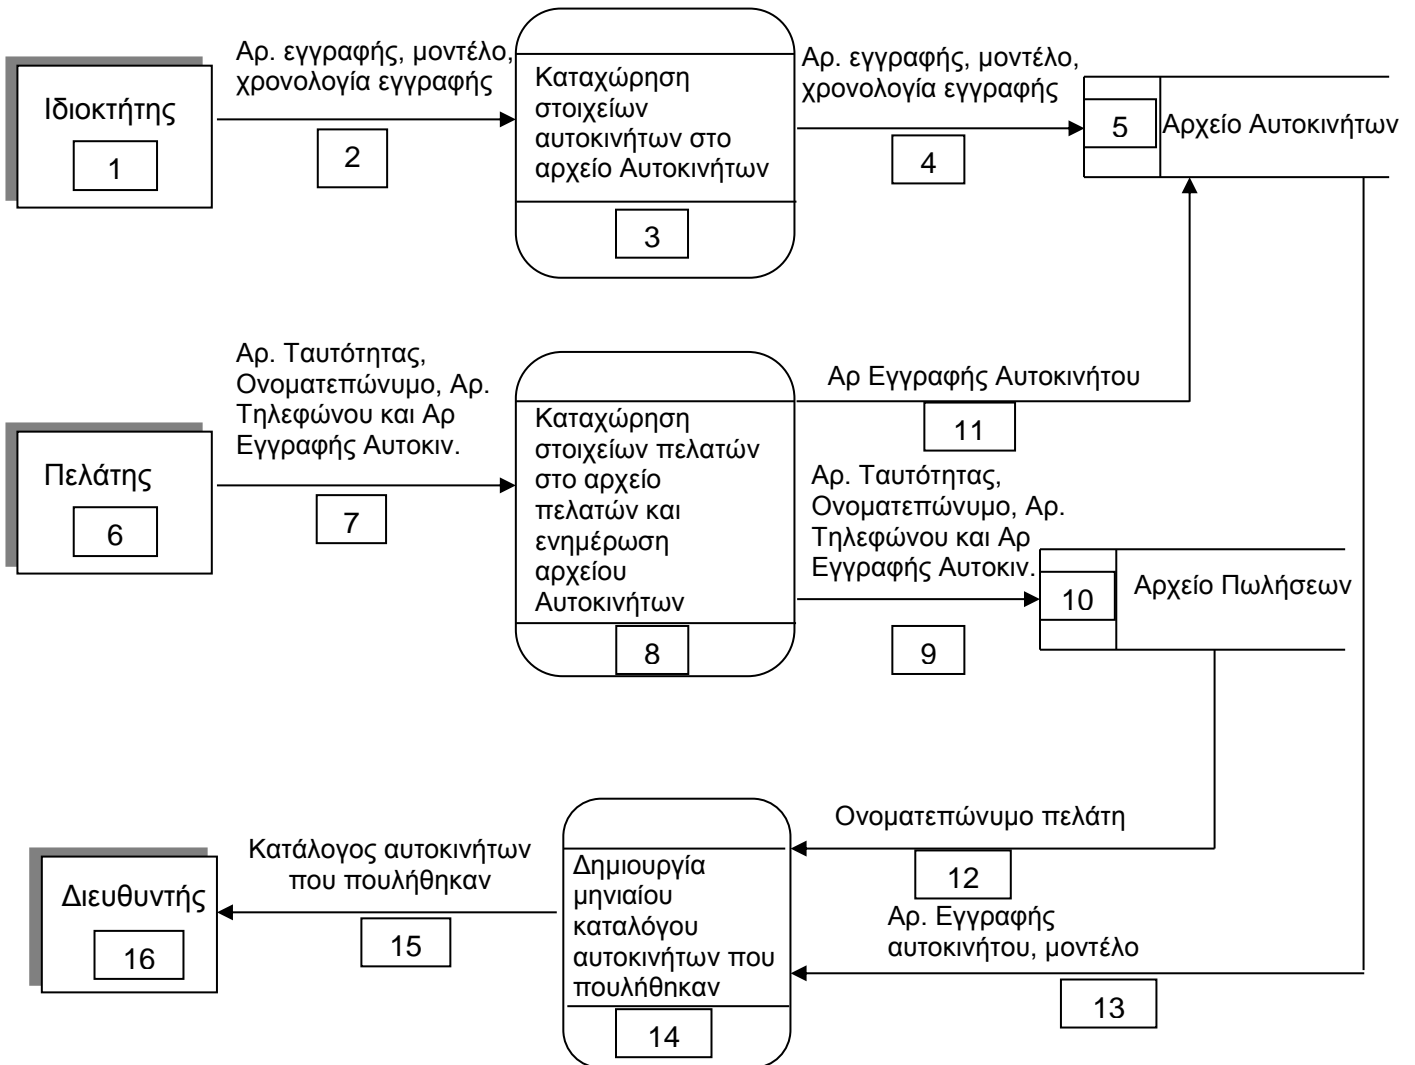 Ιδιοκτήτης
1
Αρ. εγγραφής, μοντέλο,
χρονολογία εγγραφής
2
Καταχώρηση
στοιχείων
αυτοκινήτων στο
αρχείο Αυτοκινήτων
3
Αρ. εγγραφής, μοντέλο,
χρονολογία εγγραφής
4
5
Αρχείο Αυτοκινήτων
Πελάτης
6
Αρ. Ταυτότητας,
Ονοματεπώνυμο, Αρ.
Τηλεφώνου και Αρ
Εγγραφής Αυτοκιν.
7
Καταχώρηση
στοιχείων πελατών
στο αρχείο
πελατών και
ενημέρωση
αρχείου
Αυτοκινήτων
8
Αρ Εγγραφής Αυτοκινήτου
11
Αρ. Ταυτότητας,
Ονοματεπώνυμο, Αρ.
Τηλεφώνου και Αρ
Εγγραφής Αυτοκιν.
9
10
Αρχείο Πωλήσεων
Διευθυντής
16
Κατάλογος αυτοκινήτων
που πουλήθηκαν
15
Δημιουργία
μηνιαίου
καταλόγου
αυτοκινήτων που
πουλήθηκαν
14
Ονοματεπώνυμο πελάτη
12
Αρ. Εγγραφής
αυτοκινήτου, μοντέλο
13